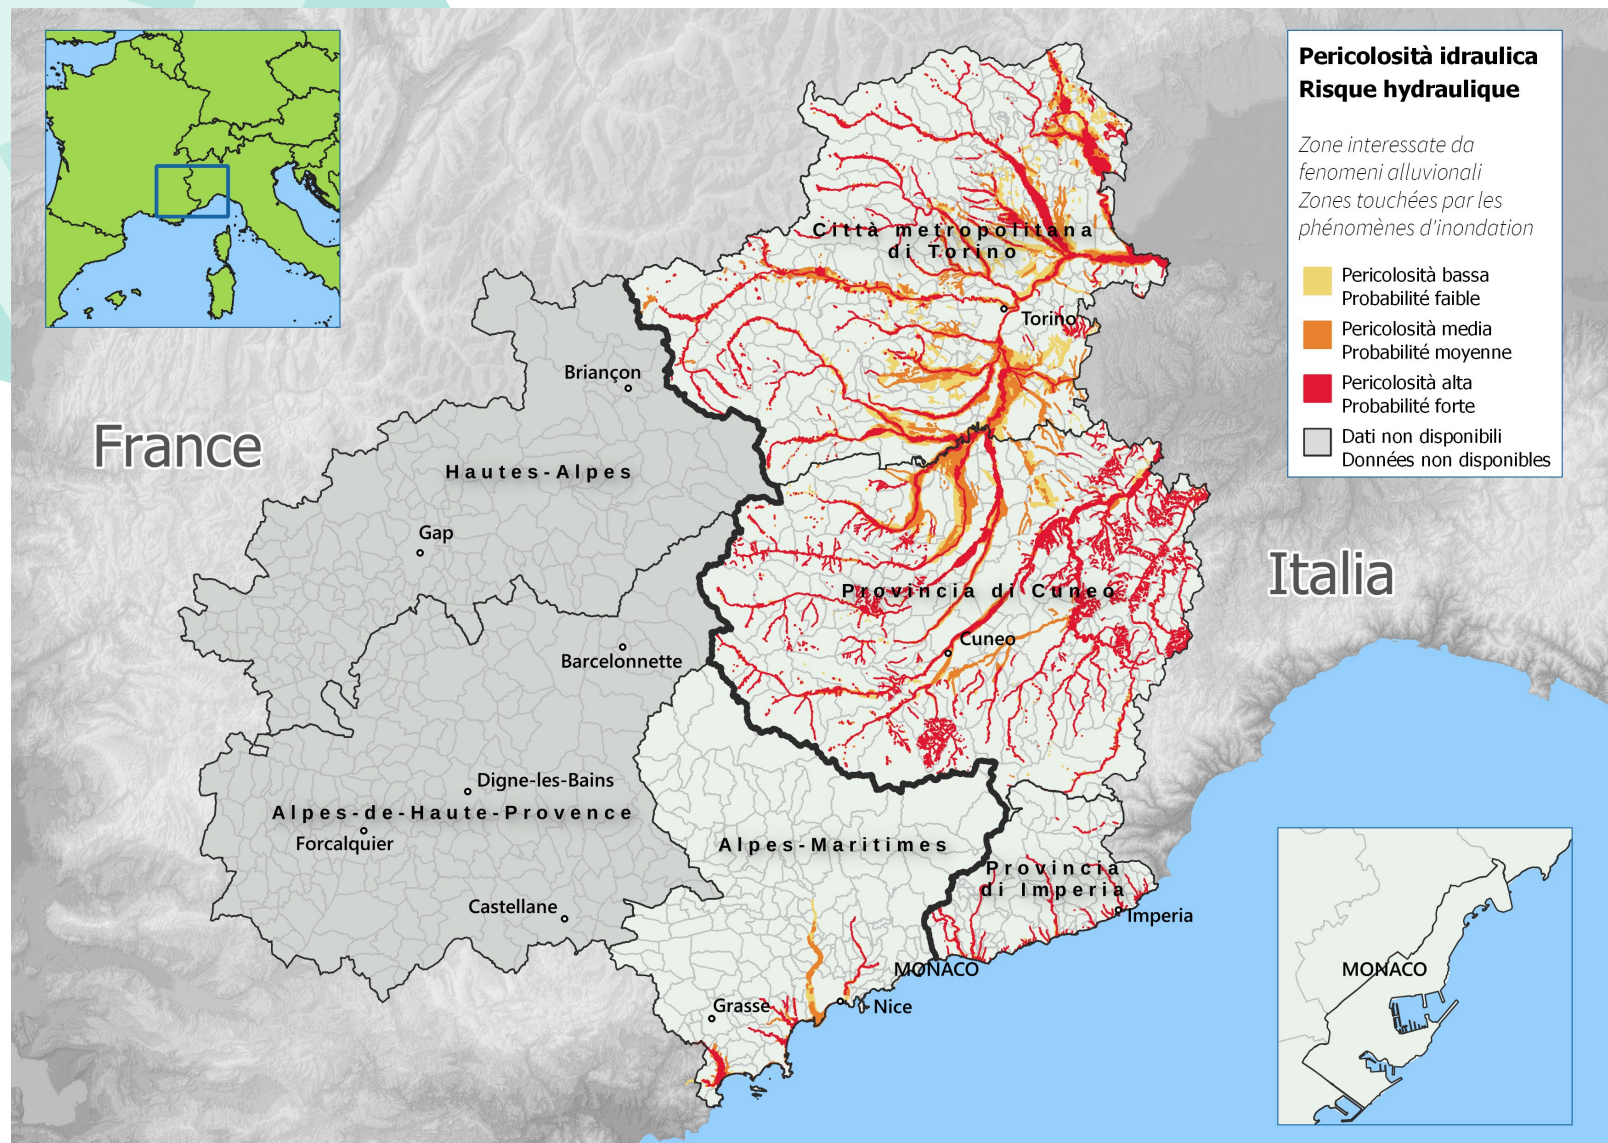 Pericolosità idraulica
Risque hydraulique
Zone interessate da
fenomeni alluvionali
Zones touchées par les
phénomènes d'inondation
Pericolosità bassa
Probabilité faible
Pericolosità media
Probabilité moyenne
Pericolosità alta
Probabilité forte
Dati non disponibili
Données non disponibles
Città metropolitana
di Torino
Torino
Briançon
France
Hautes-Alpes
Gap
Italia
Provincia di Cuneo
Cuneo
Barcelonnette
Digne-les-Bains
Alpes-de-Haute-Provence
Forcalquier
Alpes-Maritimes
Provincia
di Imperia
Castellane
Imperia
MONACO
Grasse
Nice
MONACO